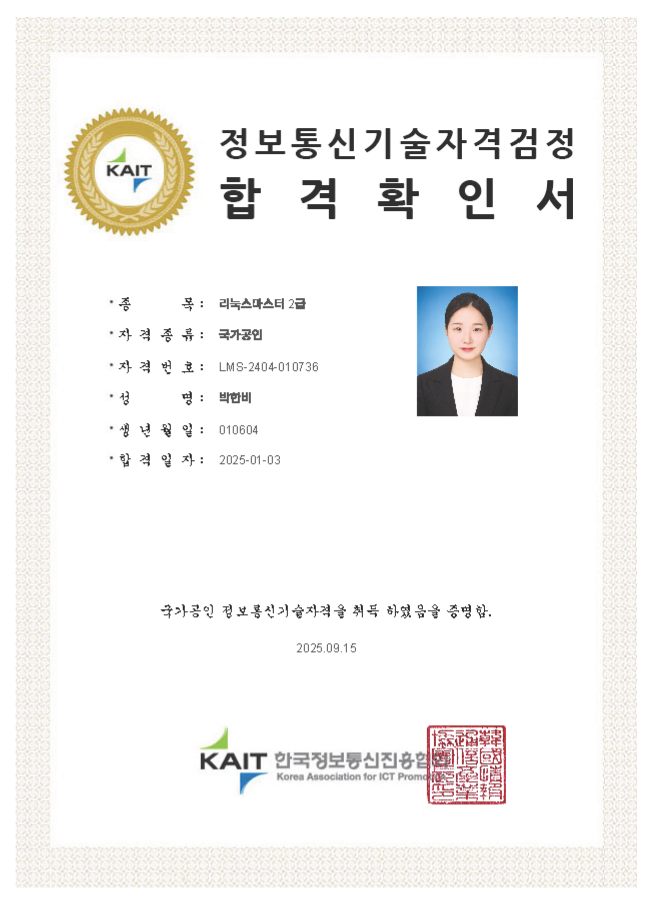 KAIT
정보통신기술자격검정
합격확인서
* 종 목 : 리눅스마스터 2급
* 자격종류 : 국가공인
* 자격번호 : LMS-2404-010736
* 성 명 : 박한비
* 생년월일 : 010604
* 합격일자 : 2025-01-03
국가공인 정보통신기술자격을 취득 하였음을 증명함.
2025.09.15
KAIT 한국정보통신진흥협회
Korea Association for ICT Promo